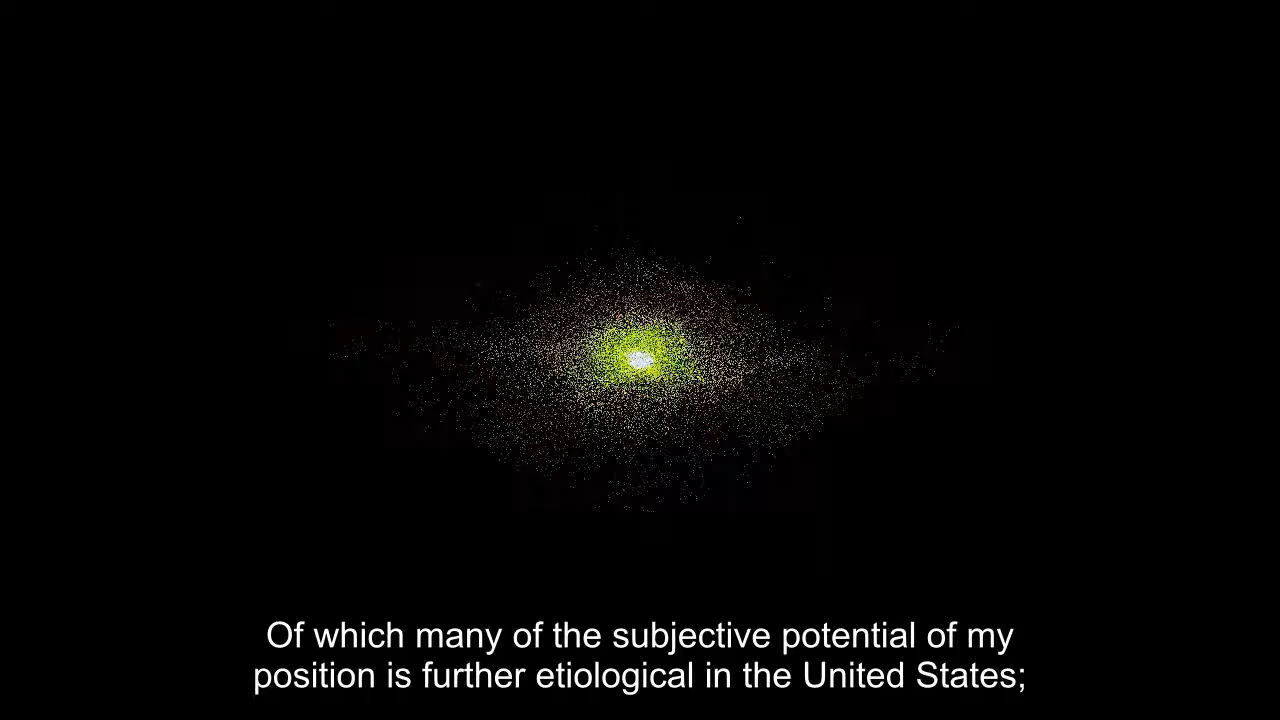 Of which many of the subjective potential of my
position is further etiological in the United States;